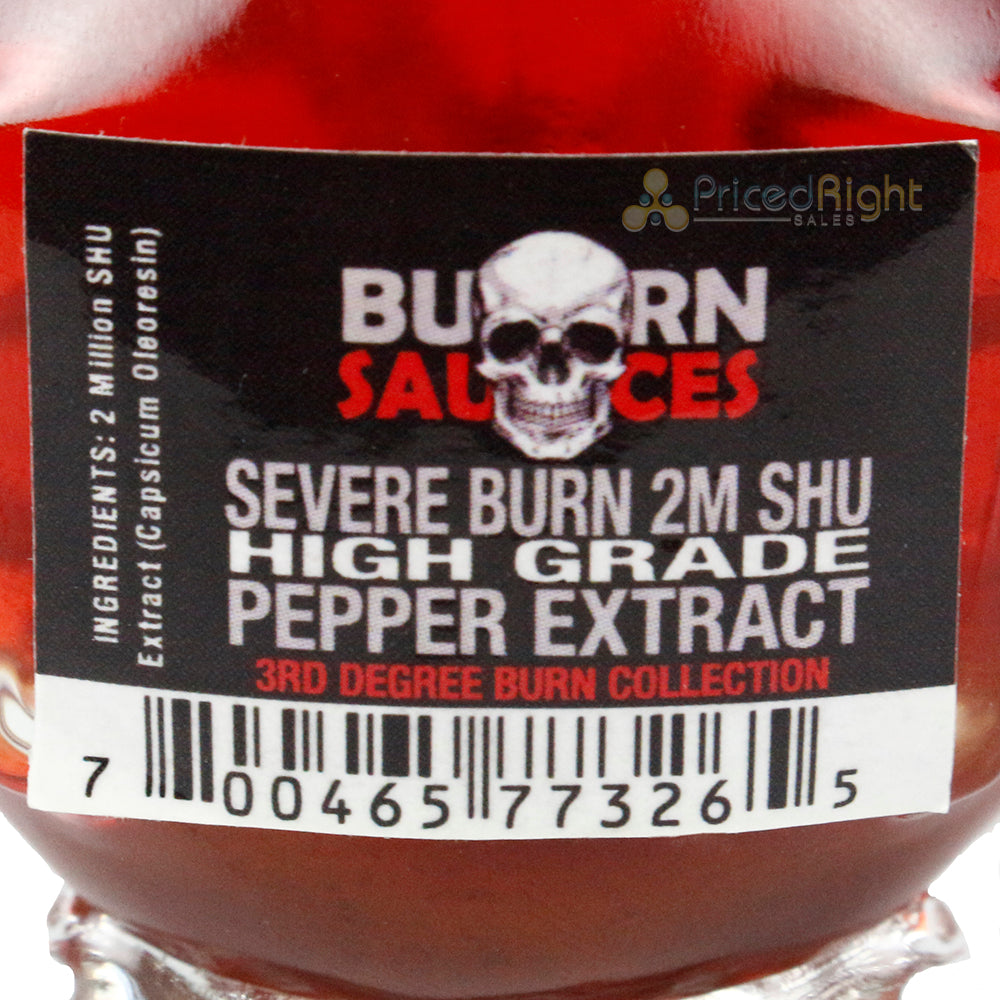 PricedRight
SALES
INGREDIENTS: 2 Million SHU
Extract (Capsicum Oleoresin)
BURN
SAUCES
SEVERE BURN 2M SHU
HIGH GRADE
PEPPER EXTRACT
3RD DEGREE BURN COLLECTION
7 00465 77326 5